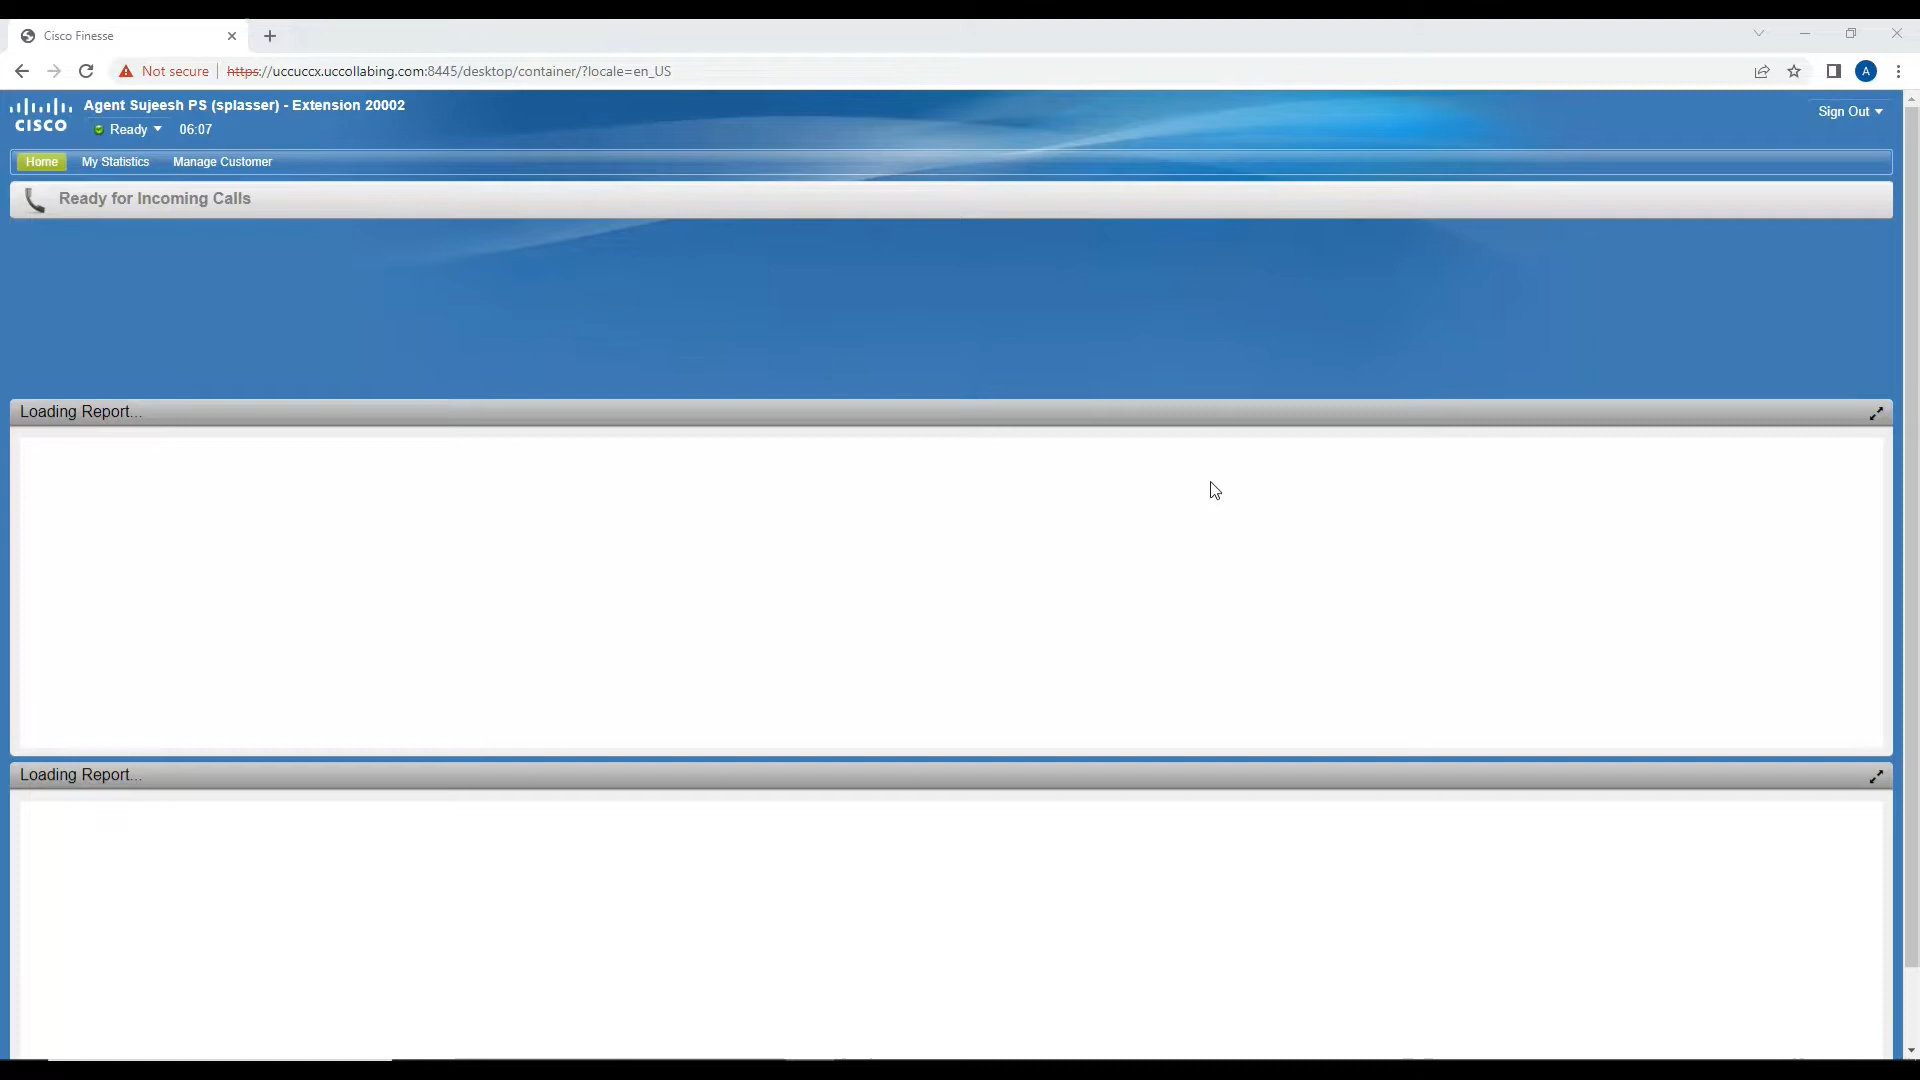 Cisco Finesse
Not secure https://uccuccx.uccollabing.com:8445/desktop/container/?locale=en_US
A
CISCO
Agent Sujeesh PS (splasser) - Extension 20002
Ready 06:07
Sign Out
Home My Statistics Manage Customer
Ready for Incoming Calls
Loading Report...
Loading Report...